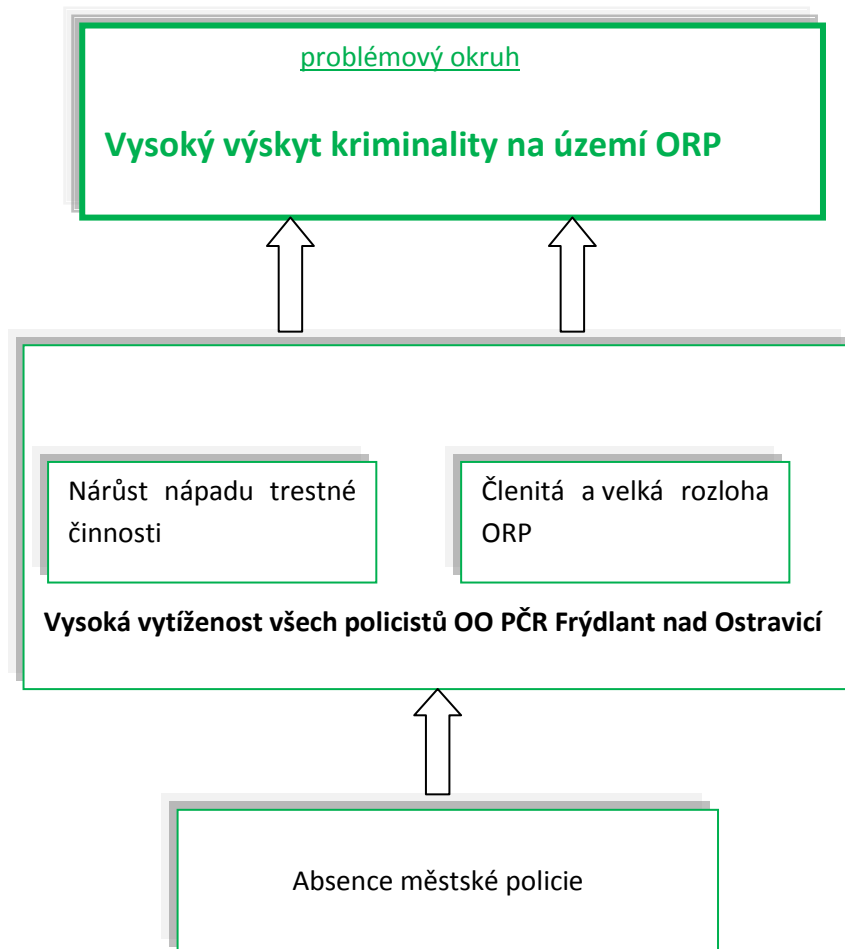 problémový okruh
Vysoký výskyt kriminality na území ORP
Nárůst nápadu trestné
činnosti
Členitá a velká rozloha
ORP
Vysoká vytíženost všech policistů OO PČR Frýdlant nad Ostravicí
Absence městské policie